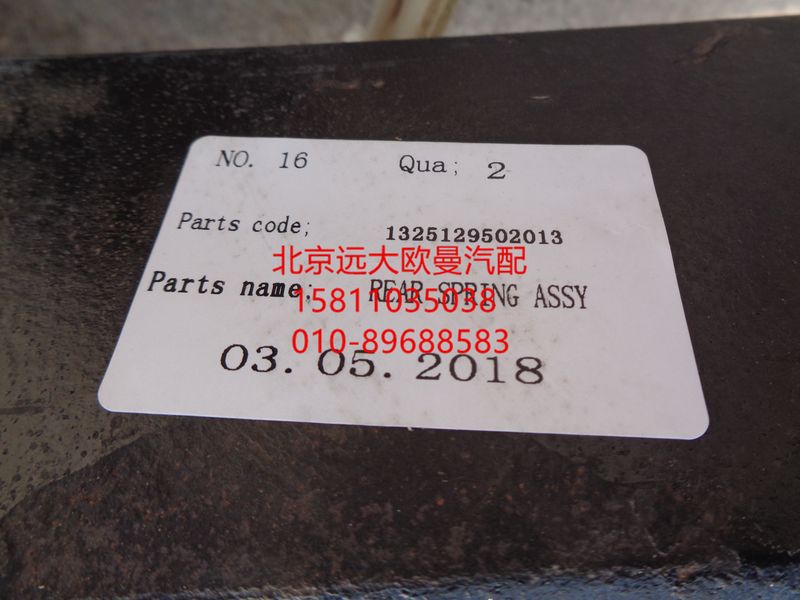 NO. 16 Qua; 2
Parts code; 1325129502013
北京远大欧曼汽配
Parts name; REAR SPRING ASSY
15811035038
010-89688583
03. 05. 2018